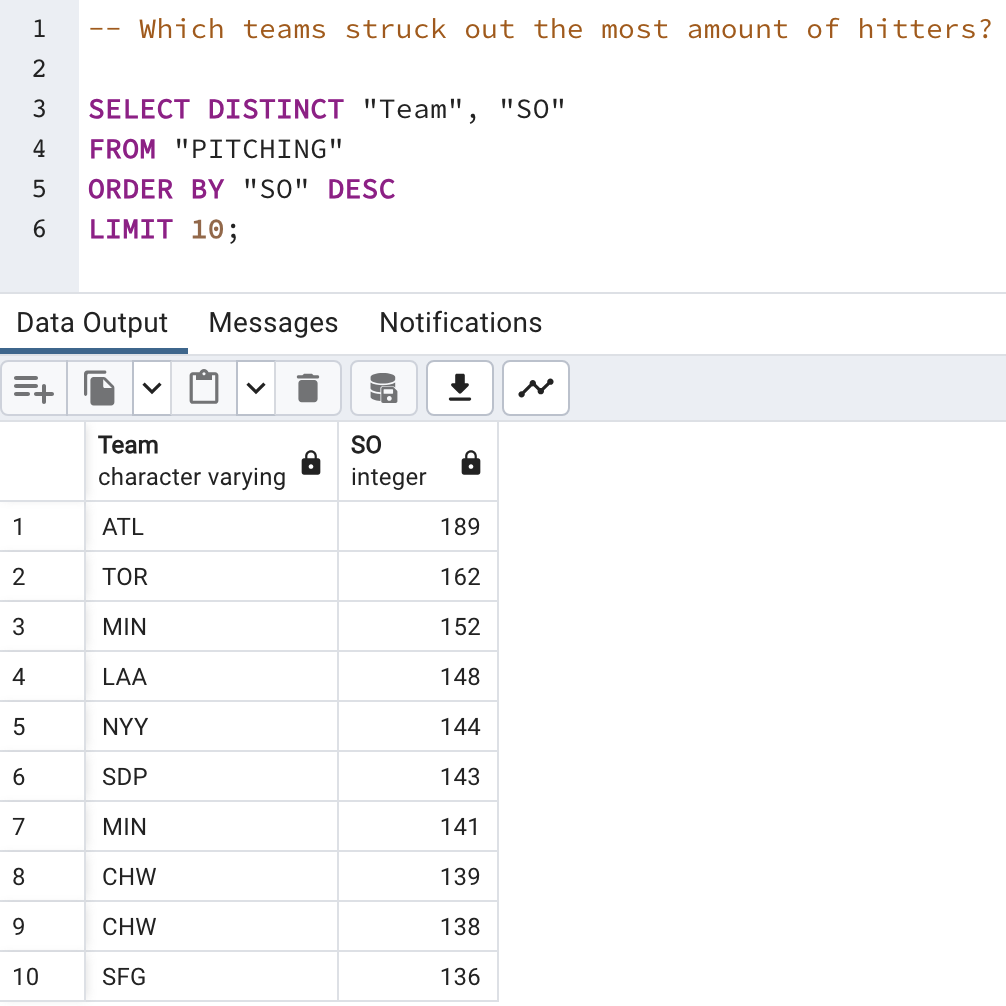 1 -- Which teams struck out the most amount of hitters?
2
3 SELECT DISTINCT "Team", "SO"
4 FROM "PITCHING"
5 ORDER BY "SO" DESC
6 LIMIT 10;
Data Output Messages Notifications
Team SO
character varying integer
1 ATL 189
2 TOR 162
3 MIN 152
4 LAA 148
5 NYY 144
6 SDP 143
7 MIN 141
8 CHW 139
9 CHW 138
10 SFG 136